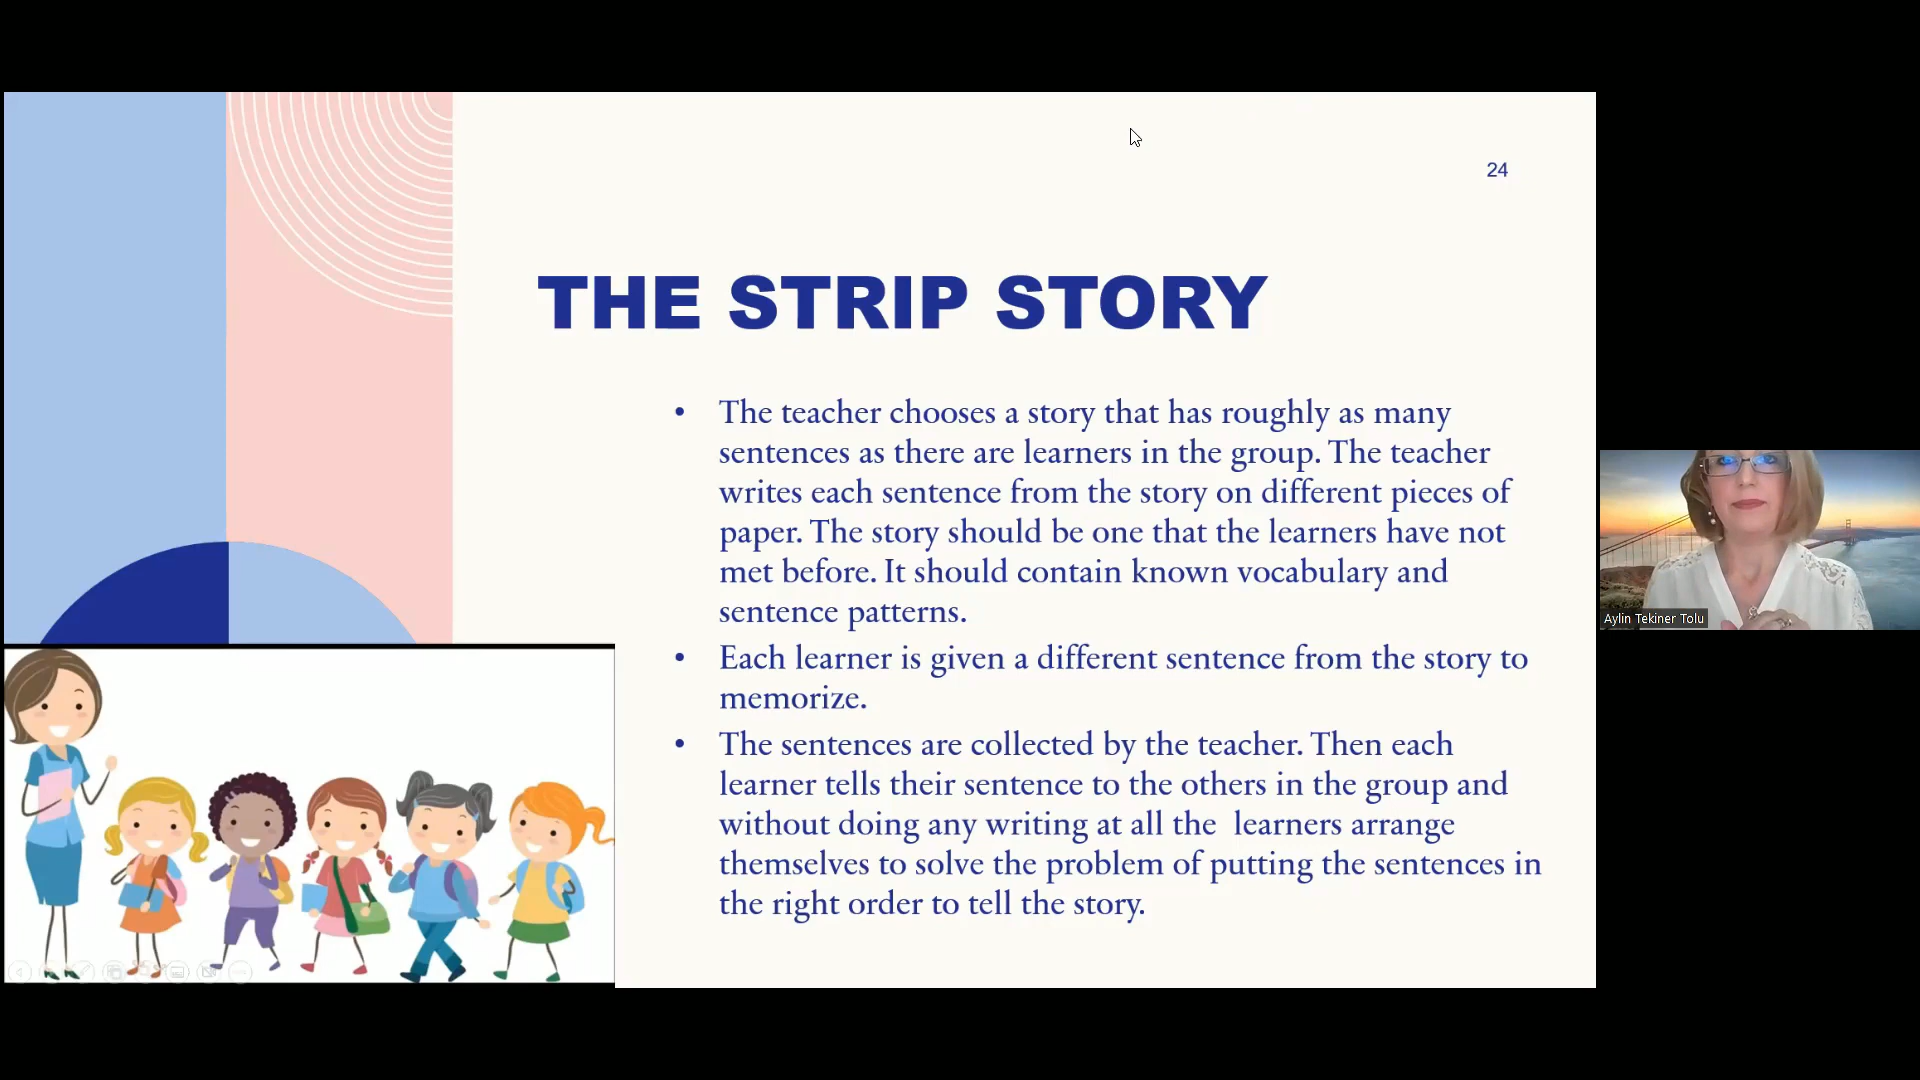 24
THE STRIP STORY
• The teacher chooses a story that has roughly as many
sentences as there are learners in the group. The teacher
writes each sentence from the story on different pieces of
paper. The story should be one that the learners have not
met before. It should contain known vocabulary and
sentence patterns.
• Each learner is given a different sentence from the story to
memorize.
• The sentences are collected by the teacher. Then each
learner tells their sentence to the others in the group and
without doing any writing at all the  learners arrange
themselves to solve the problem of putting the sentences in
the right order to tell the story.
Aylin Tekiner Tolu